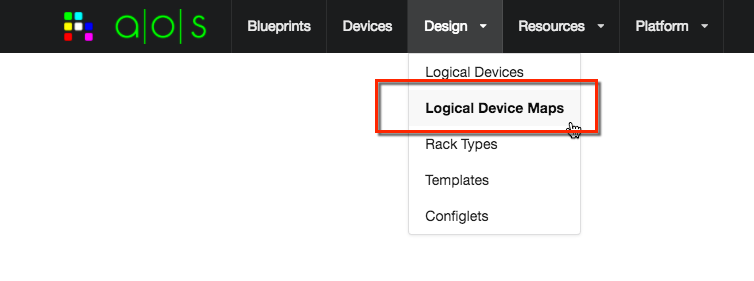 a|o|s Blueprints Devices Design Resources Platform
Logical Devices
Logical Device Maps
Rack Types
Templates
Configlets